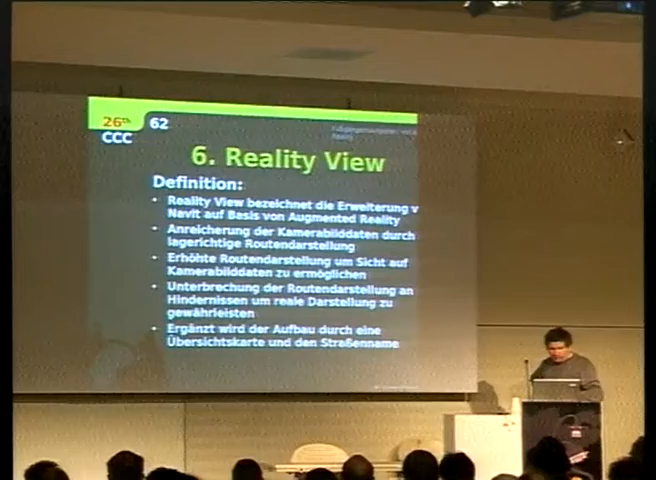 26th
CCC
62
6. Reality View
Definition:
• Reality View bezeichnet die Erweiterung v
Navit auf Basis von Augmented Reality
• Anreicherung der Kamerabilddaten durch
lagerichtige Routendarstellung
• Erhöhte Routendarstellung um Sicht auf
Kamerabilddaten zu ermöglichen
• Unterbrechung der Routendarstellung an
Hindernissen um reale Darstellung zu
gewährleisten
• Ergänzt wird der Aufbau durch eine
Übersichtskarte und den Straßenname